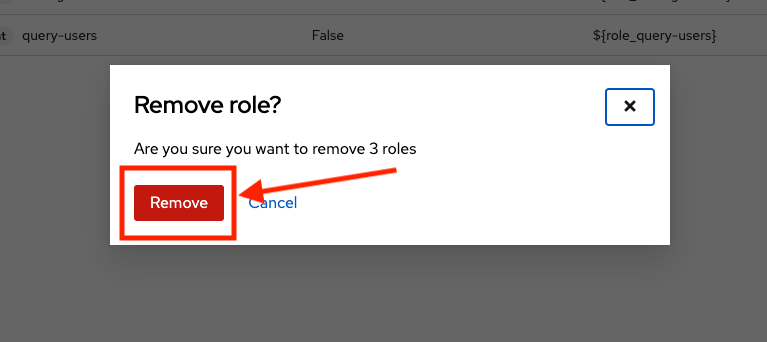 query-users False ${role_query-users}
Remove role?
Are you sure you want to remove 3 roles
Remove Cancel